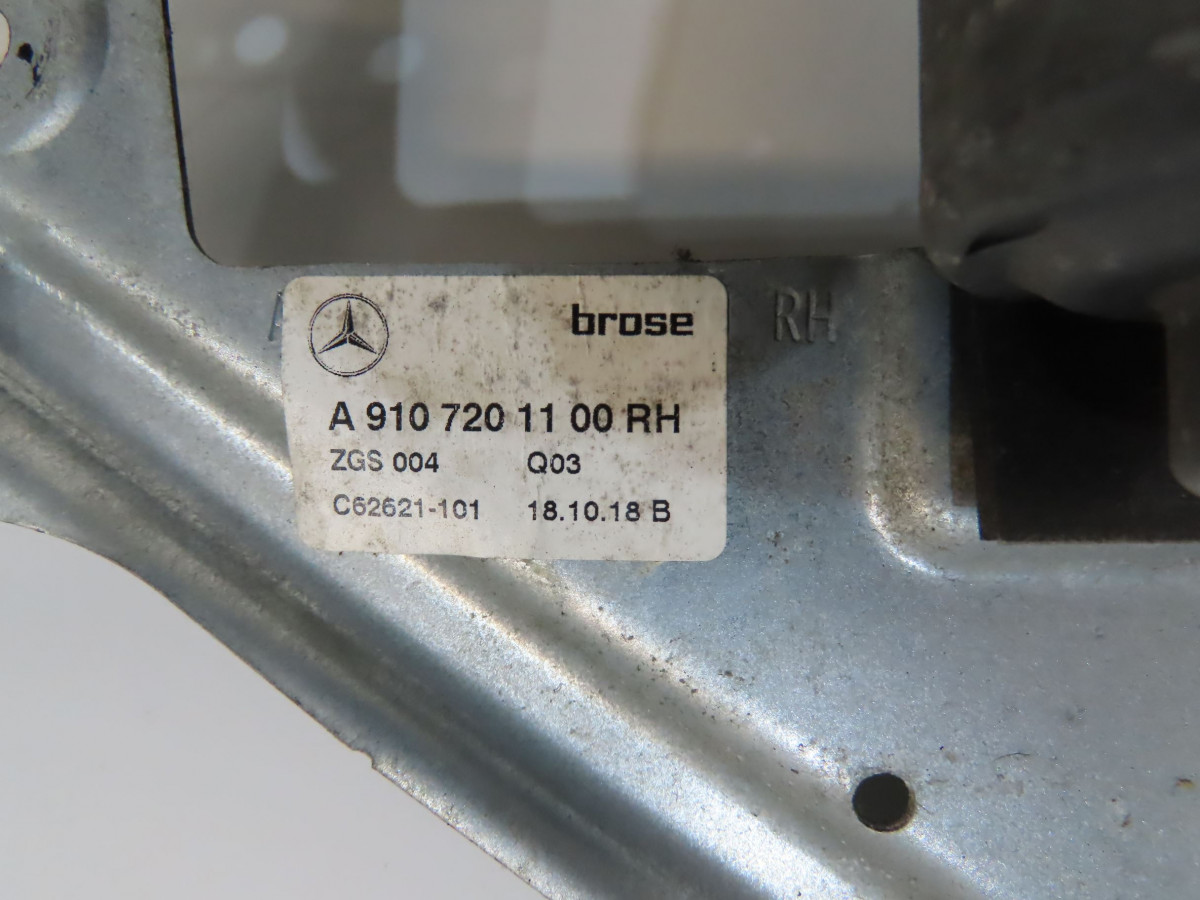 brose
RH
A 910 720 11 00 RH
ZGS 004 Q03
C62621-101 18.10.18 B